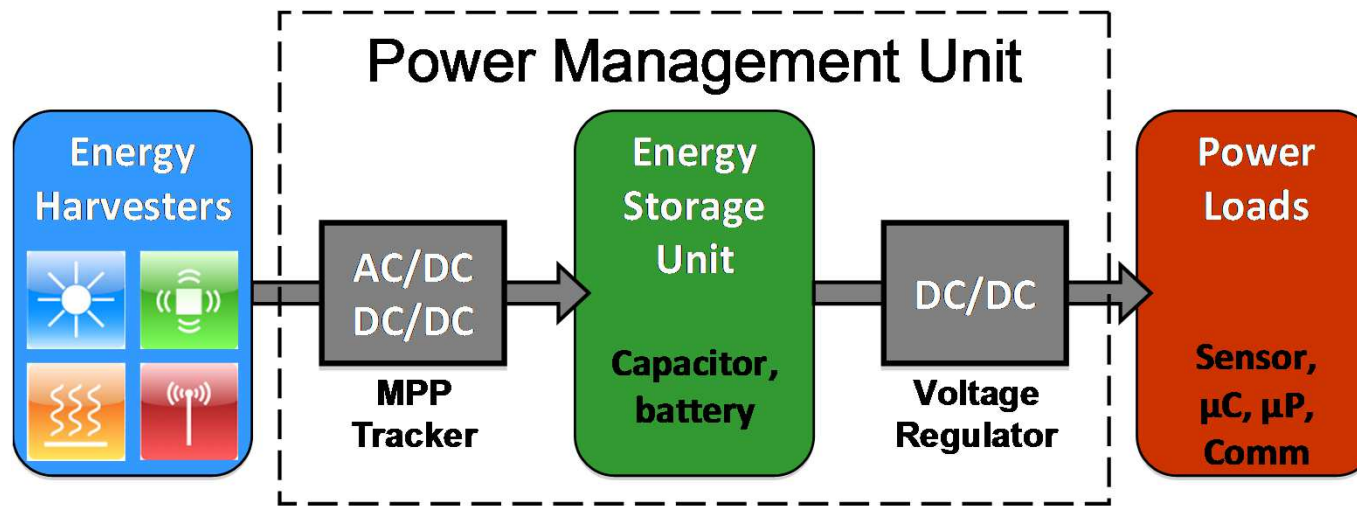 Power Management Unit
Energy
Harvesters
AC/DC
DC/DC
MPP
Tracker
Energy
Storage
Unit
Capacitor,
battery
DC/DC
Voltage
Regulator
Power
Loads
Sensor,
µC, µP,
Comm